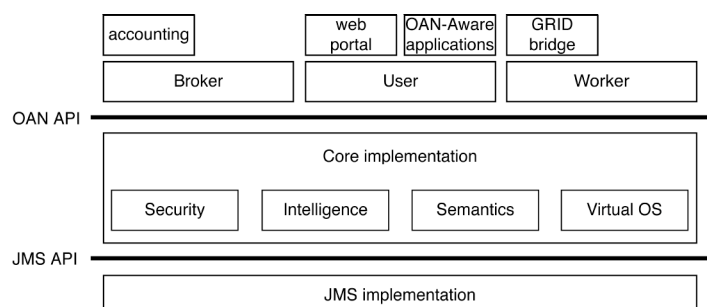 accounting
web portal
OAN-Aware applications
GRID bridge
Broker
User
Worker
OAN API
Core implementation
Security
Intelligence
Semantics
Virtual OS
JMS API
JMS implementation